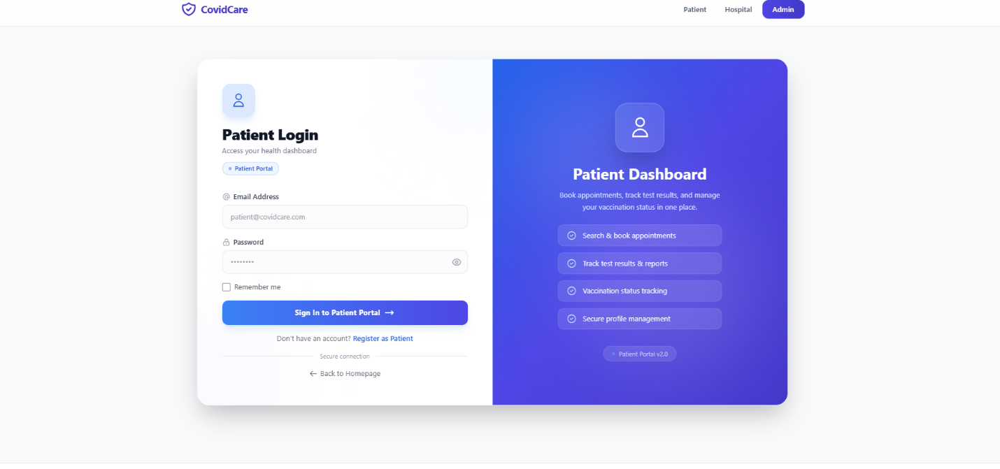 CovidCare
Patient
Hospital
Admin
Patient Login
Access your health dashboard
Patient Portal
Email Address
patient@covidcare.com
Password
••••••••
Remember me
Sign In to Patient Portal →
Don't have an account? Register as Patient
Secure connection
← Back to Homepage
Patient Dashboard
Book appointments, track test results, and manage
your vaccination status in one place.
Search & book appointments
Track test results & reports
Vaccination status tracking
Secure profile management
Patient Portal v2.0